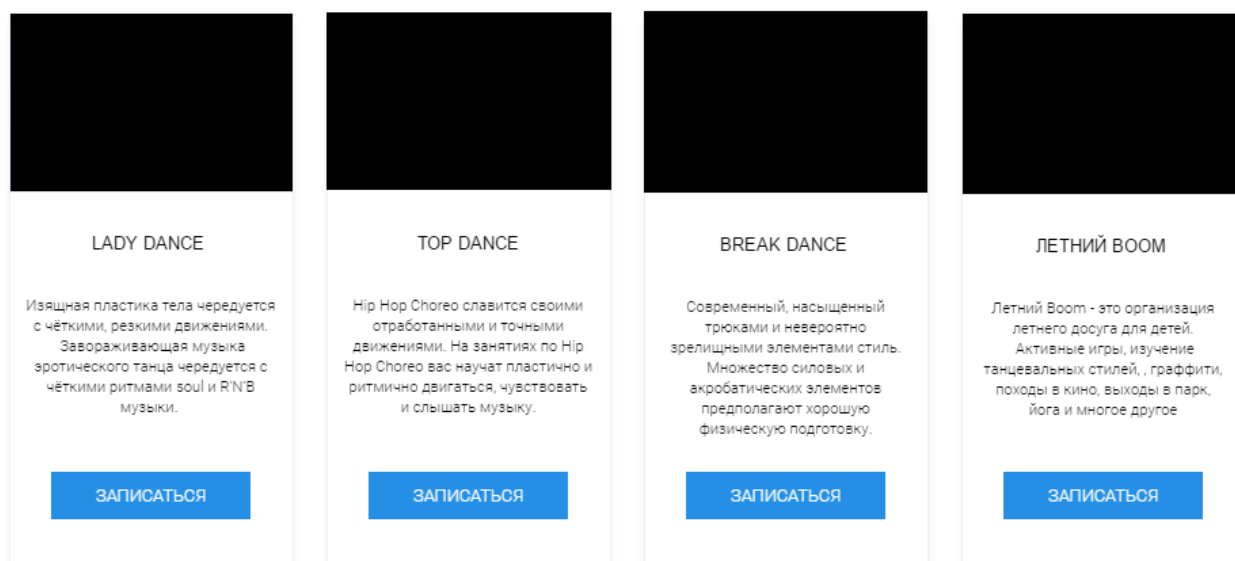 LADY DANCE
Изящная пластика тела чередуется
с чёткими, резкими движениями.
Завораживающая музыка
эротического танца чередуется с
чёткими ритмами soul и R'N'B
музыки.
ЗАПИСАТЬСЯ
TOP DANCE
Hip Hop Choreo славится своими
отработанными и точными
движениями. На занятиях по Hip
Hop Choreo вас научат пластично и
ритмично двигаться, чувствовать
и слышать музыку.
ЗАПИСАТЬСЯ
BREAK DANCE
Современный, насыщенный
трюками и невероятно
зрелищными элементами стиль.
Множество силовых и
акробатических элементов
предполагают хорошую
физическую подготовку.
ЗАПИСАТЬСЯ
ЛЕТНИЙ BOOM
Летний Boom - это организация
летнего досуга для детей.
Активные игры, изучение
танцевальных стилей, , граффити,
походы в кино, выходы в парк,
йога и многое другое
ЗАПИСАТЬСЯ